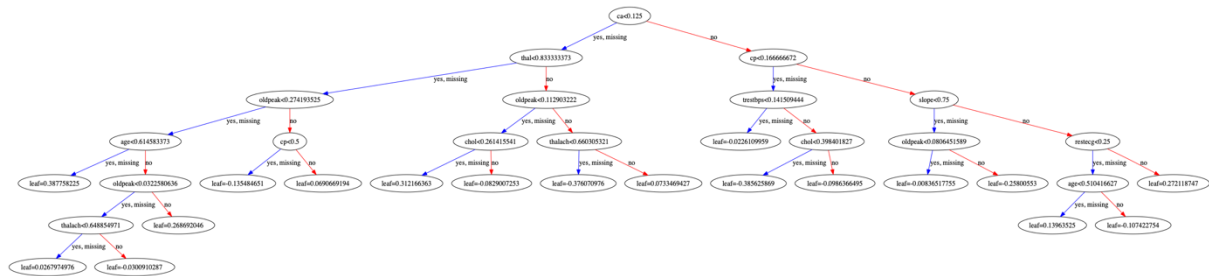 ca<0.125
yes, missing
no
thal<0.833333373
cp<0.166666672
yes, missing
no
yes, missing
no
oldpeak<0.274193525
oldpeak<0.112903222
trestbps<0.141509444
slope<0.75
yes, missing
no
yes, missing
no
yes, missing
no
yes, missing
no
age<0.614583373
cp<0.5
chol<0.261415541
thalach<0.660305321
leaf=-0.0226109959
chol<0.398401827
oldpeak<0.0806451589
restecg<0.25
yes, missing
no
yes, missing
no
yes, missing
no
yes, missing
no
yes, missing
no
yes, missing
no
yes, missing
no
leaf=0.387758225
oldpeak<0.0322580636
leaf=-0.135484651
leaf=0.0690669194
leaf=0.312166363
leaf=-0.0829007253
leaf=-0.376070976
leaf=0.0733469427
leaf=-0.385625869
leaf=-0.0986366495
leaf=-0.00836517755
leaf=-0.25800553
age<0.510416627
leaf=0.272118747
yes, missing
no
yes, missing
no
thalach<0.648854971
leaf=0.268692046
leaf=0.13963525
leaf=-0.107422754
yes, missing
no
leaf=0.0267974976
leaf=-0.0300910287